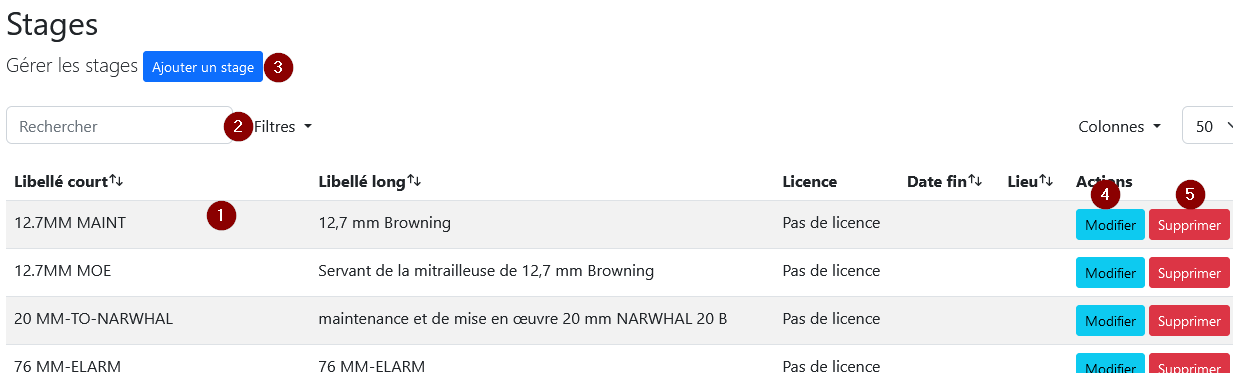 Stages
Gérer les stages Ajouter un stage 3
Rechercher 2 Filtres Colonnes 50
Libellé court Libellé long Licence Date fin Lieu Actions
1 4 5
12.7MM MAINT 12,7 mm Browning Pas de licence Modifier Supprimer
12.7MM MOE Servant de la mitrailleuse de 12,7 mm Browning Pas de licence Modifier Supprimer
20 MM-TO-NARWHAL maintenance et de mise en œuvre 20 mm NARWHAL 20 B Pas de licence Modifier Supprimer
76 MM-ELARM 76 MM-ELARM Pas de licence Modifier Supprimer